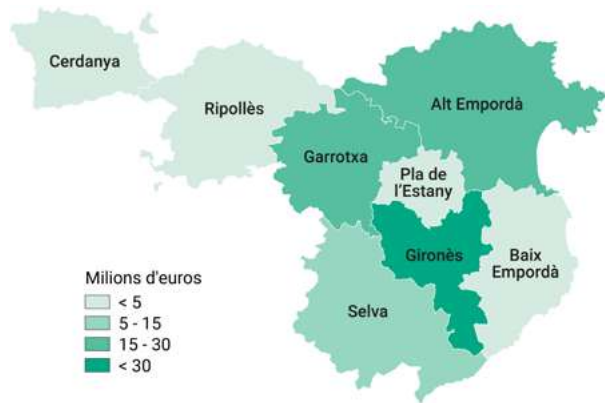 Cerdanya
Ripollès
Alt Empordà
Garrotxa
Pla de
l'Estany
Gironès
Baix
Empordà
Selva
Milions d'euros
< 5
5 - 15
15 - 30
< 30